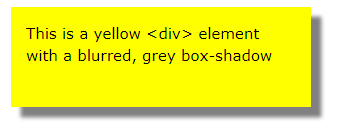 This is a yellow <div> element
with a blurred, grey box-shadow